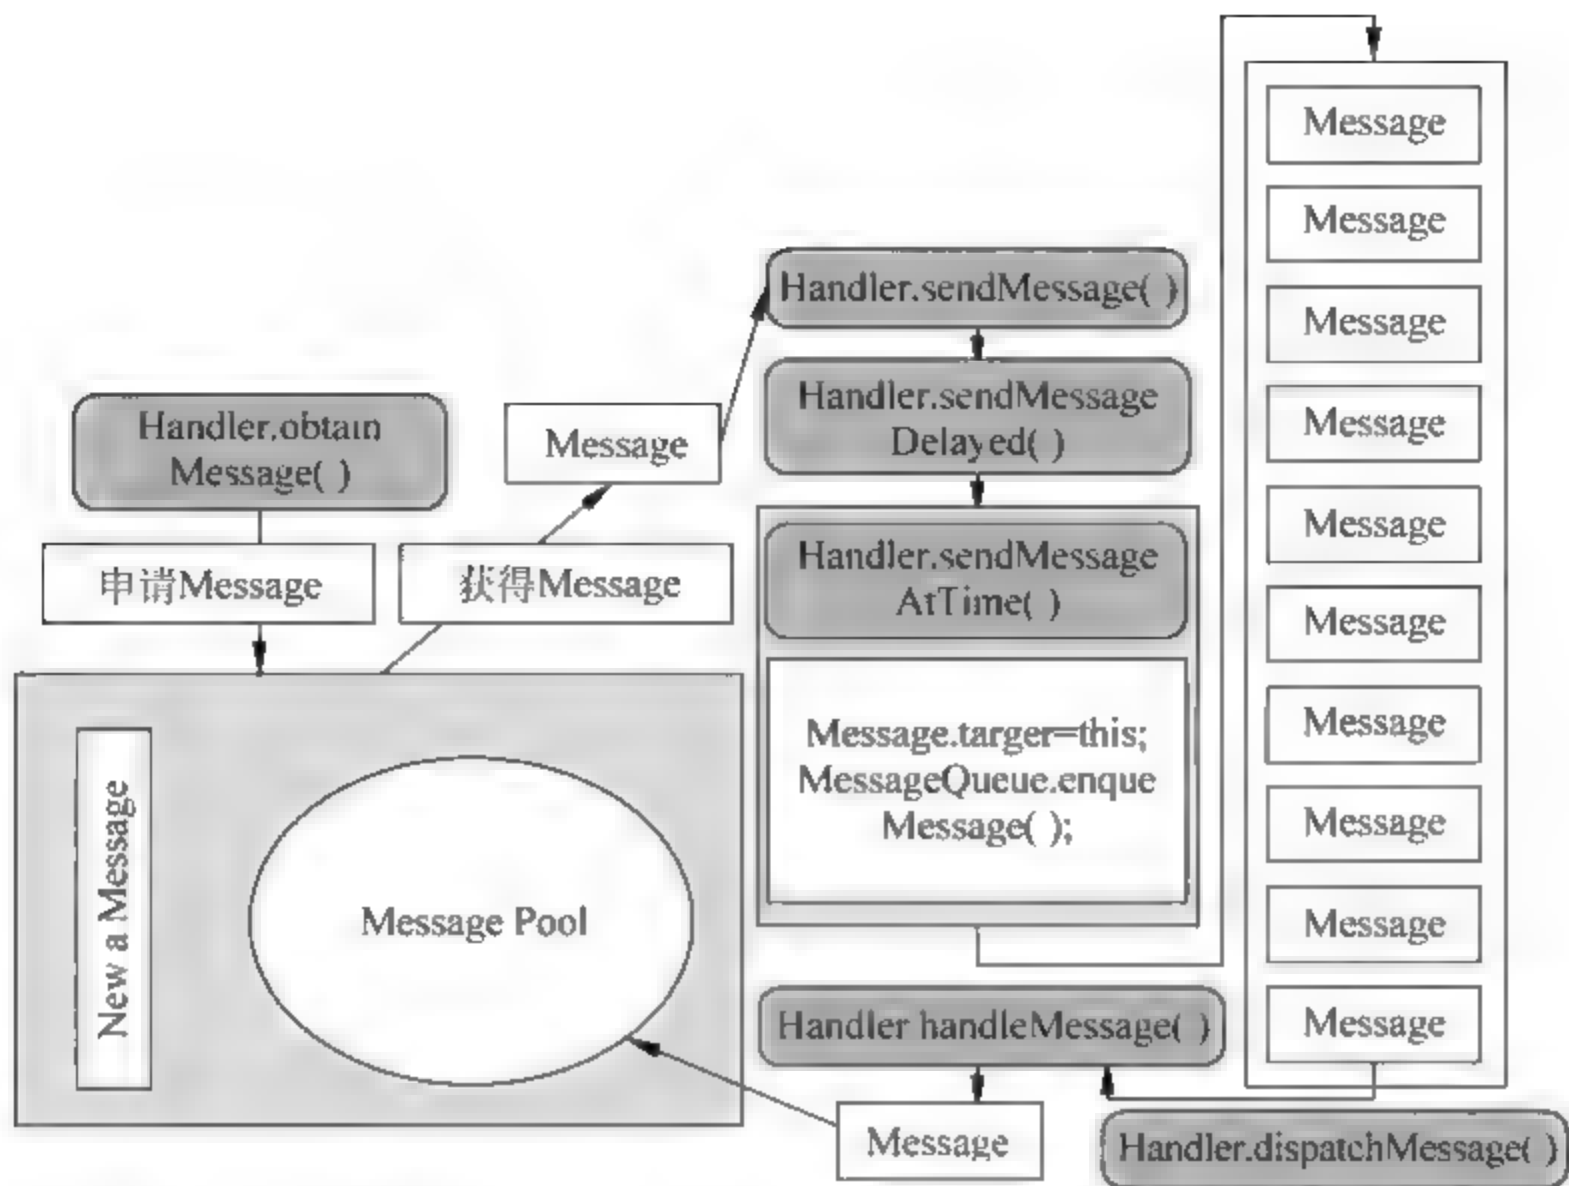 Handler.obtain
Message( )
申请Message
获得Message
Message
New a Message
Message Pool
Handler.sendMessage( )
Handler.sendMessage
Delayed( )
Handler.sendMessage
AtTime( )
Message.targer=this;
MessageQueue.enque
Message( );
Message
Message
Message
Message
Message
Message
Message
Message
Message
Message
Handler.dispatchMessage( )
Handler handleMessage( )
Message